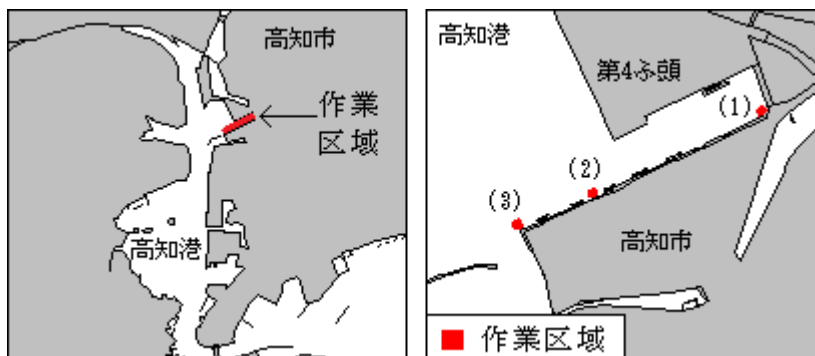 高知市
作業
区域
高知港
高知港
第4ふ頭
(1)
(2)
(3)
高知市
作業区域